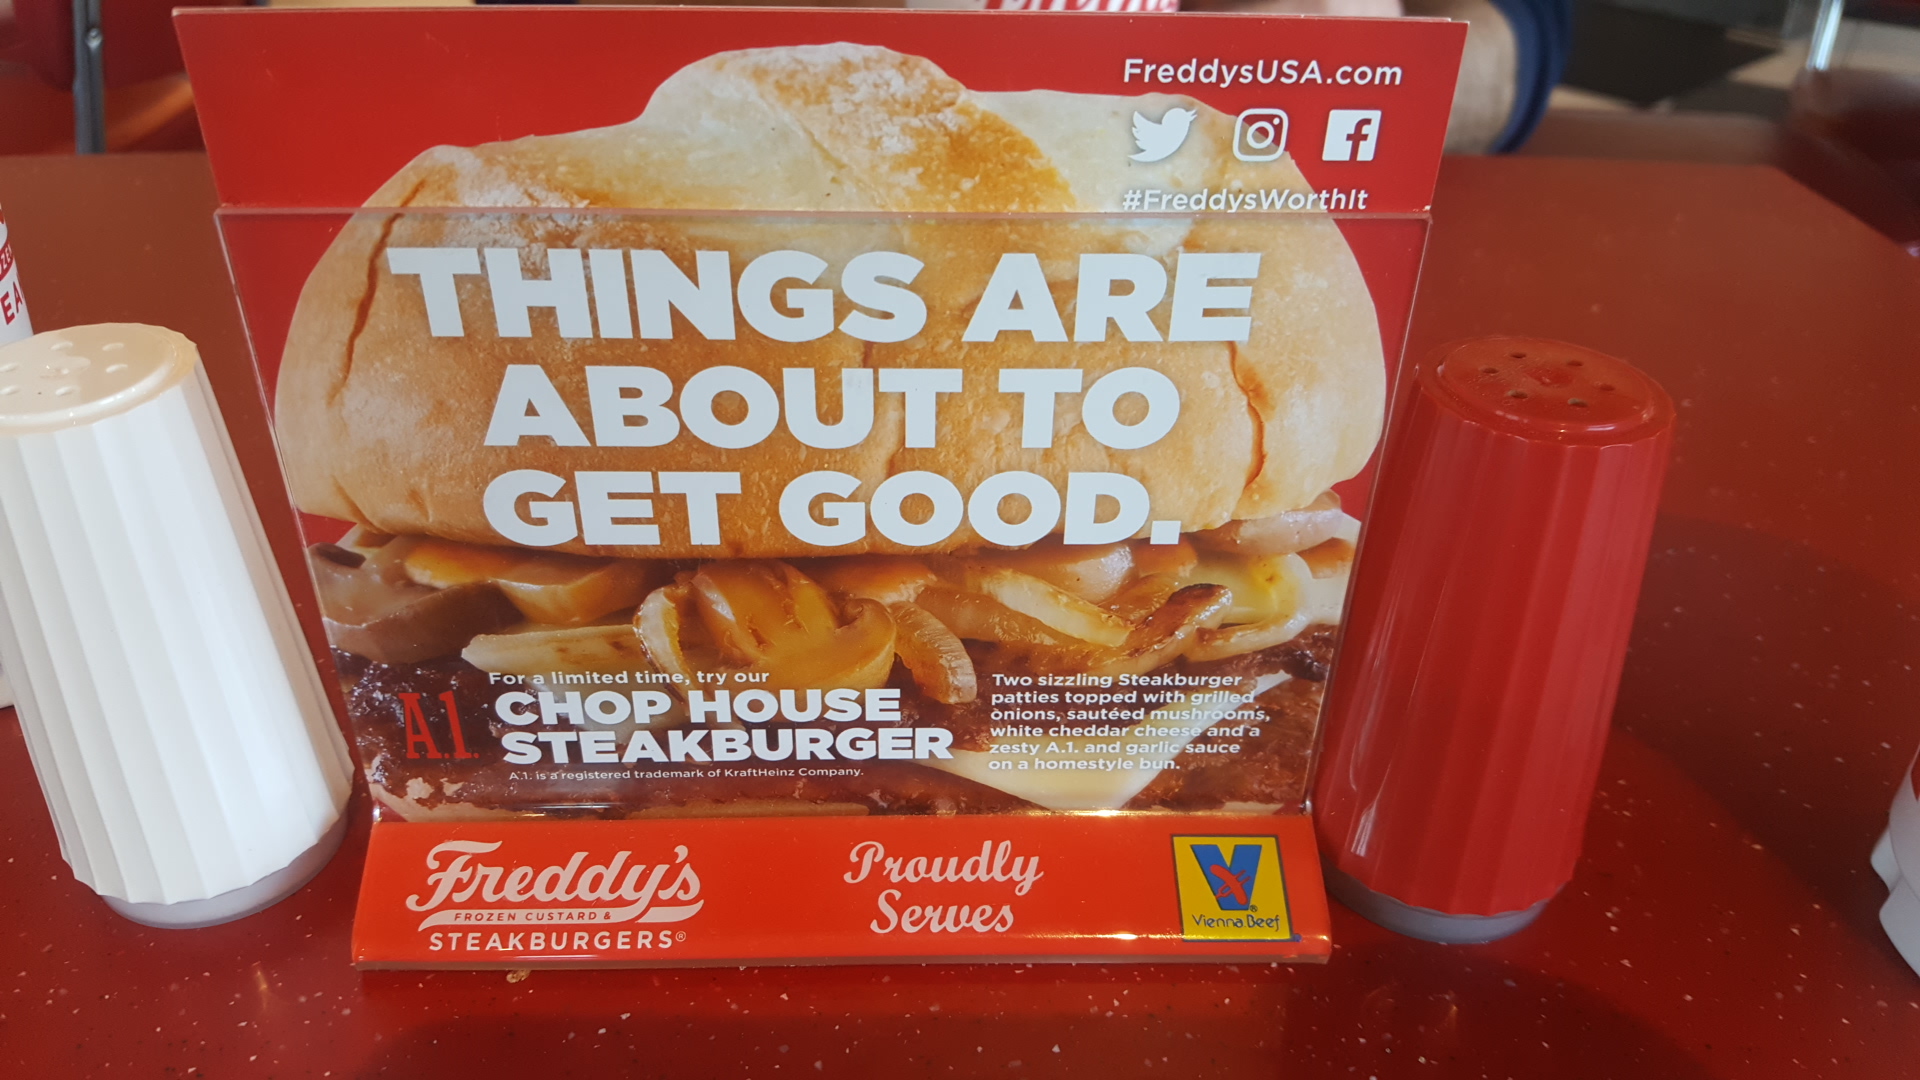 FreddysUSA.com
#FreddysWorthIt
THINGS ARE
ABOUT TO
GET GOOD.
For a limited time, try our
A.1.
CHOP HOUSE
STEAKBURGER
A.1. is a registered trademark of KraftHeinz Company.
Two sizzling Steakburger
patties topped with grilled
onions, sautéed mushrooms,
white cheddar cheese and a
zesty A.1. and garlic sauce
on a homestyle bun.
Freddy's
FROZEN CUSTARD &
STEAKBURGERS®
Proudly
Serves
V
®
Vienna Beef